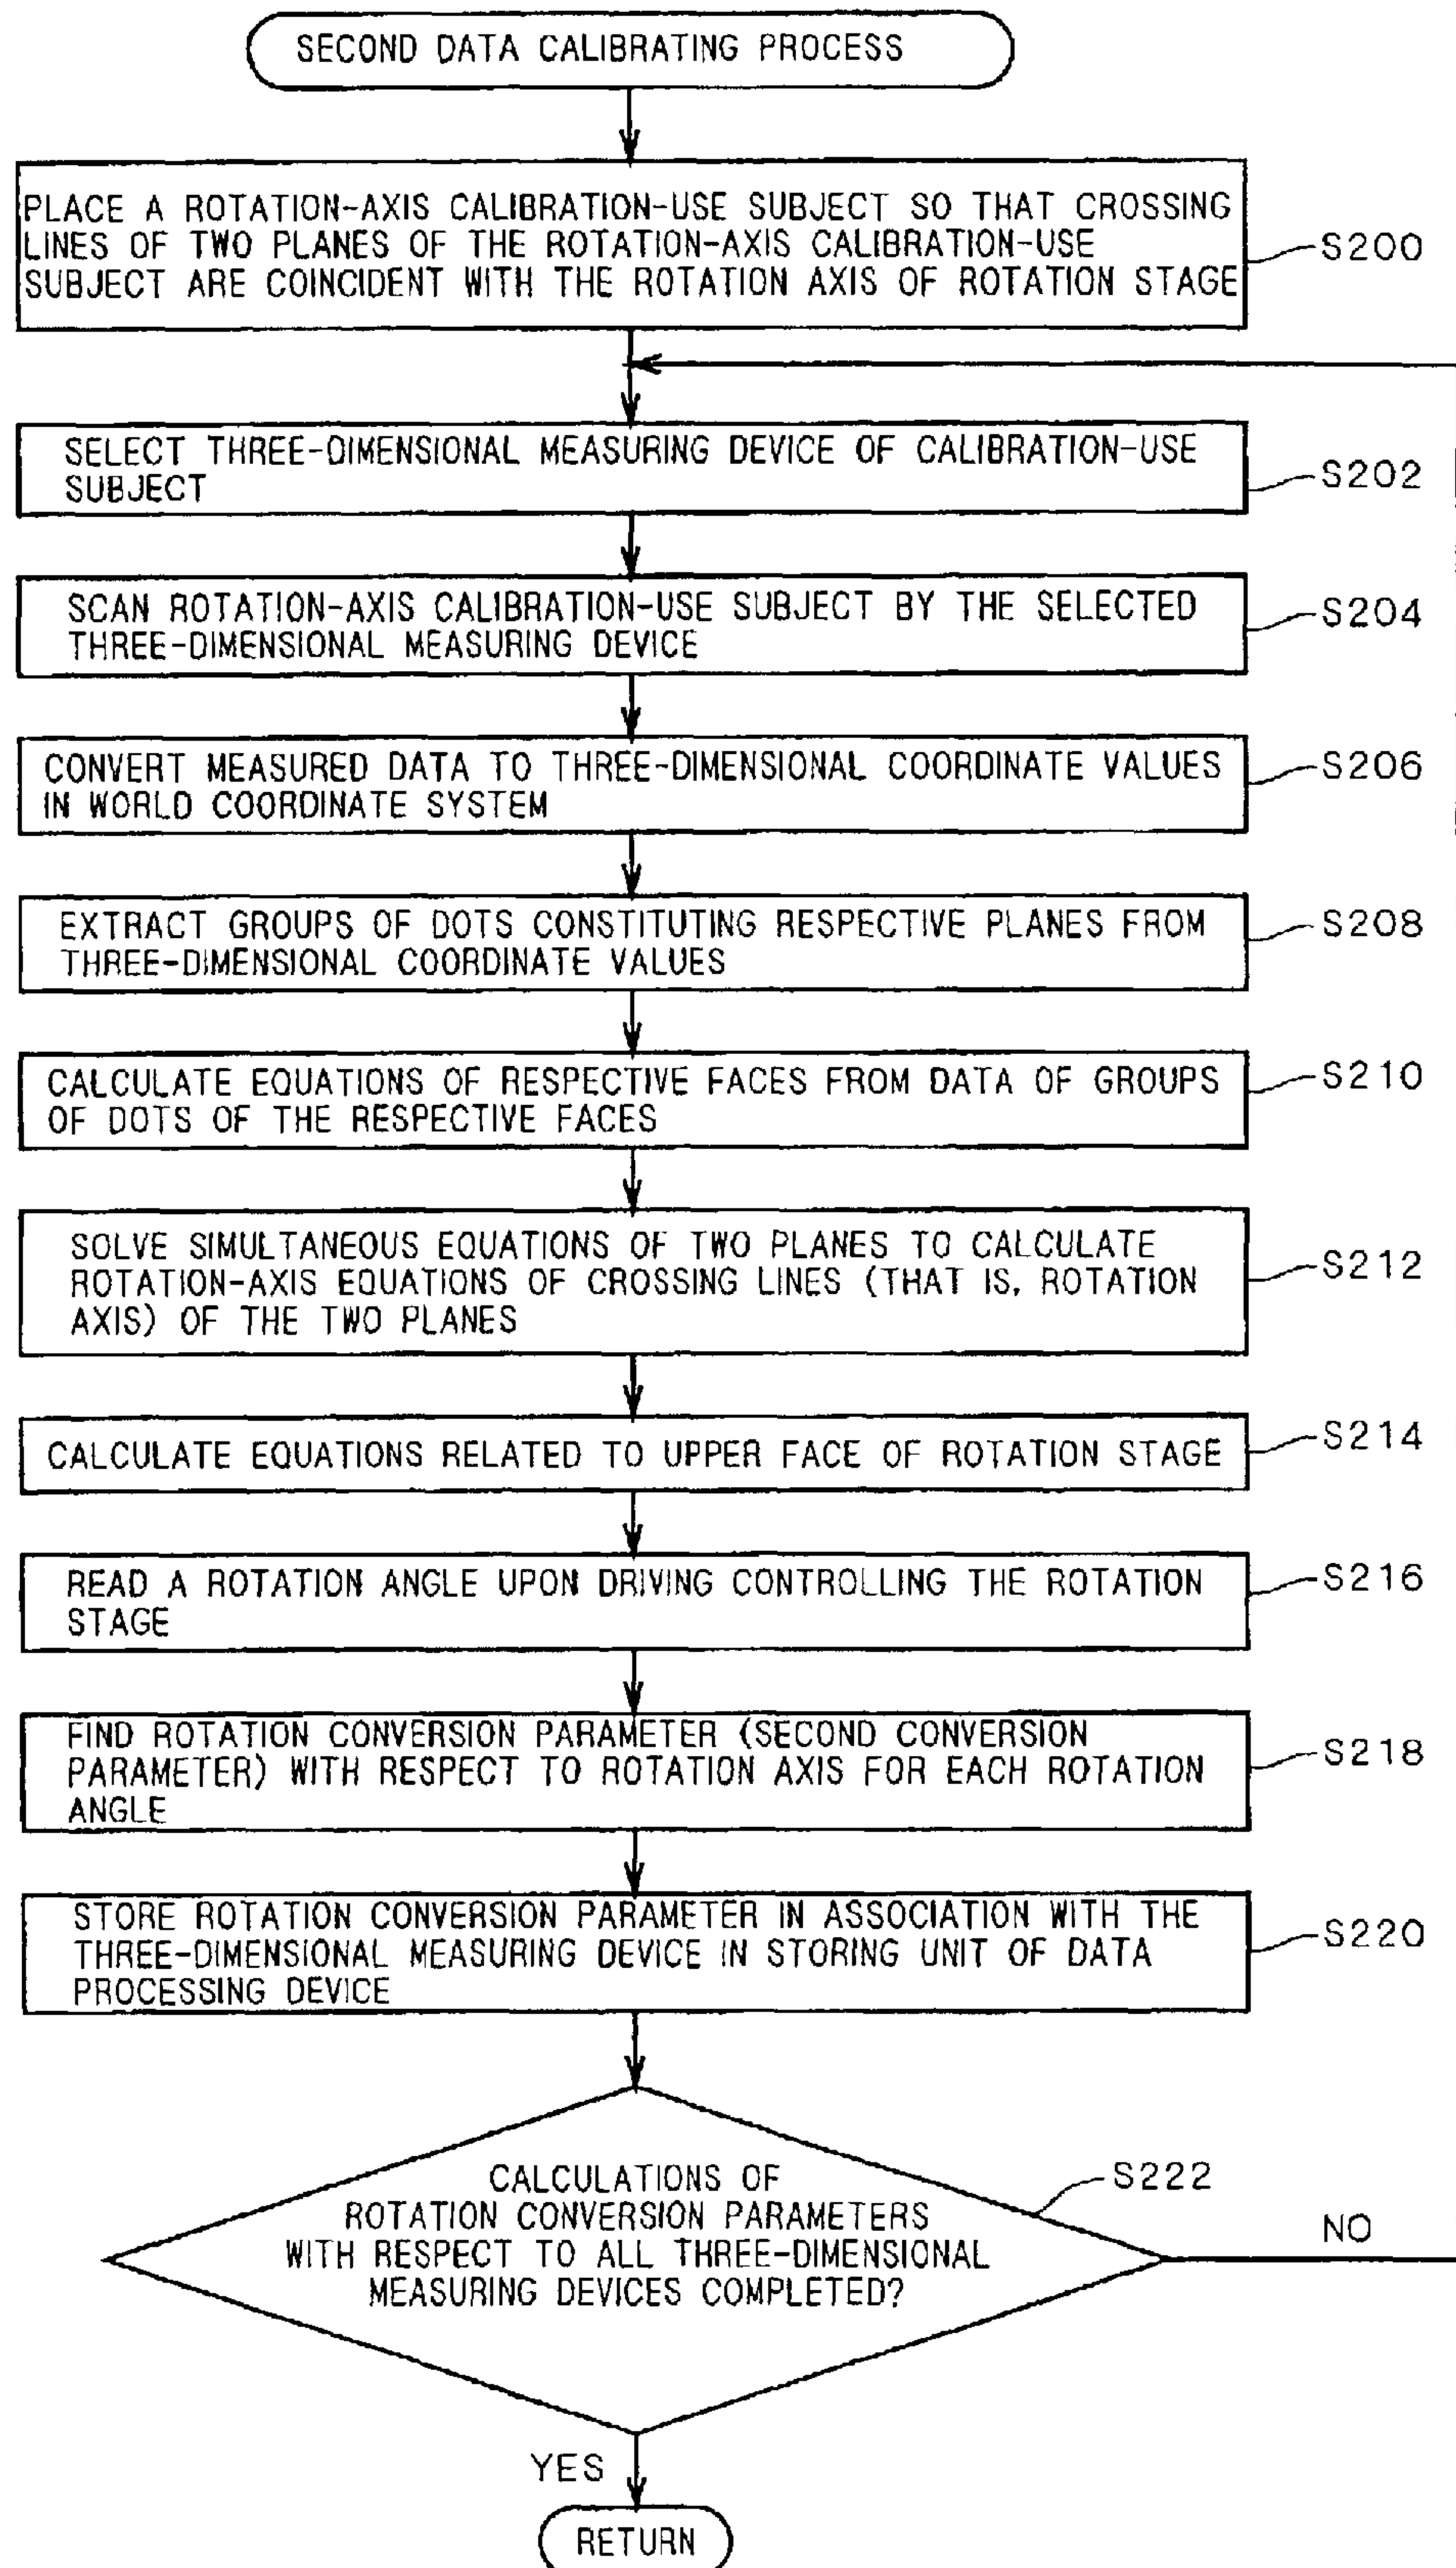 SECOND DATA CALIBRATING PROCESS
PLACE A ROTATION-AXIS CALIBRATION-USE SUBJECT SO THAT CROSSING
LINES OF TWO PLANES OF THE ROTATION-AXIS CALIBRATION-USE
SUBJECT ARE COINCIDENT WITH THE ROTATION AXIS OF ROTATION STAGE
S200
SELECT THREE-DIMENSIONAL MEASURING DEVICE OF CALIBRATION-USE
SUBJECT
S202
SCAN ROTATION-AXIS CALIBRATION-USE SUBJECT BY THE SELECTED
THREE-DIMENSIONAL MEASURING DEVICE
S204
CONVERT MEASURED DATA TO THREE-DIMENSIONAL COORDINATE VALUES
IN WORLD COORDINATE SYSTEM
S206
EXTRACT GROUPS OF DOTS CONSTITUTING RESPECTIVE PLANES FROM
THREE-DIMENSIONAL COORDINATE VALUES
S208
CALCULATE EQUATIONS OF RESPECTIVE FACES FROM DATA OF GROUPS
OF DOTS OF THE RESPECTIVE FACES
S210
SOLVE SIMULTANEOUS EQUATIONS OF TWO PLANES TO CALCULATE
ROTATION-AXIS EQUATIONS OF CROSSING LINES (THAT IS, ROTATION
AXIS) OF THE TWO PLANES
S212
CALCULATE EQUATIONS RELATED TO UPPER FACE OF ROTATION STAGE
S214
READ A ROTATION ANGLE UPON DRIVING CONTROLLING THE ROTATION
STAGE
S216
FIND ROTATION CONVERSION PARAMETER (SECOND CONVERSION
PARAMETER) WITH RESPECT TO ROTATION AXIS FOR EACH ROTATION
ANGLE
S218
STORE ROTATION CONVERSION PARAMETER IN ASSOCIATION WITH THE
THREE-DIMENSIONAL MEASURING DEVICE IN STORING UNIT OF DATA
PROCESSING DEVICE
S220
CALCULATIONS OF
ROTATION CONVERSION PARAMETERS
WITH RESPECT TO ALL THREE-DIMENSIONAL
MEASURING DEVICES COMPLETED?
S222
NO
YES
RETURN